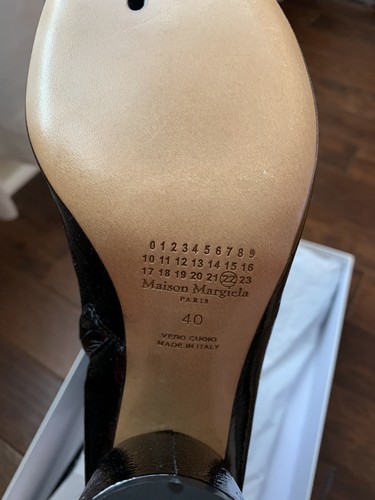 0 1 2 3 4 5 6 7 8 9
10 11 12 13 14 15 16
17 18 19 20 21 22 23
Maison Margiela
PARIS
40
VERO CUOIO
MADE IN ITALY